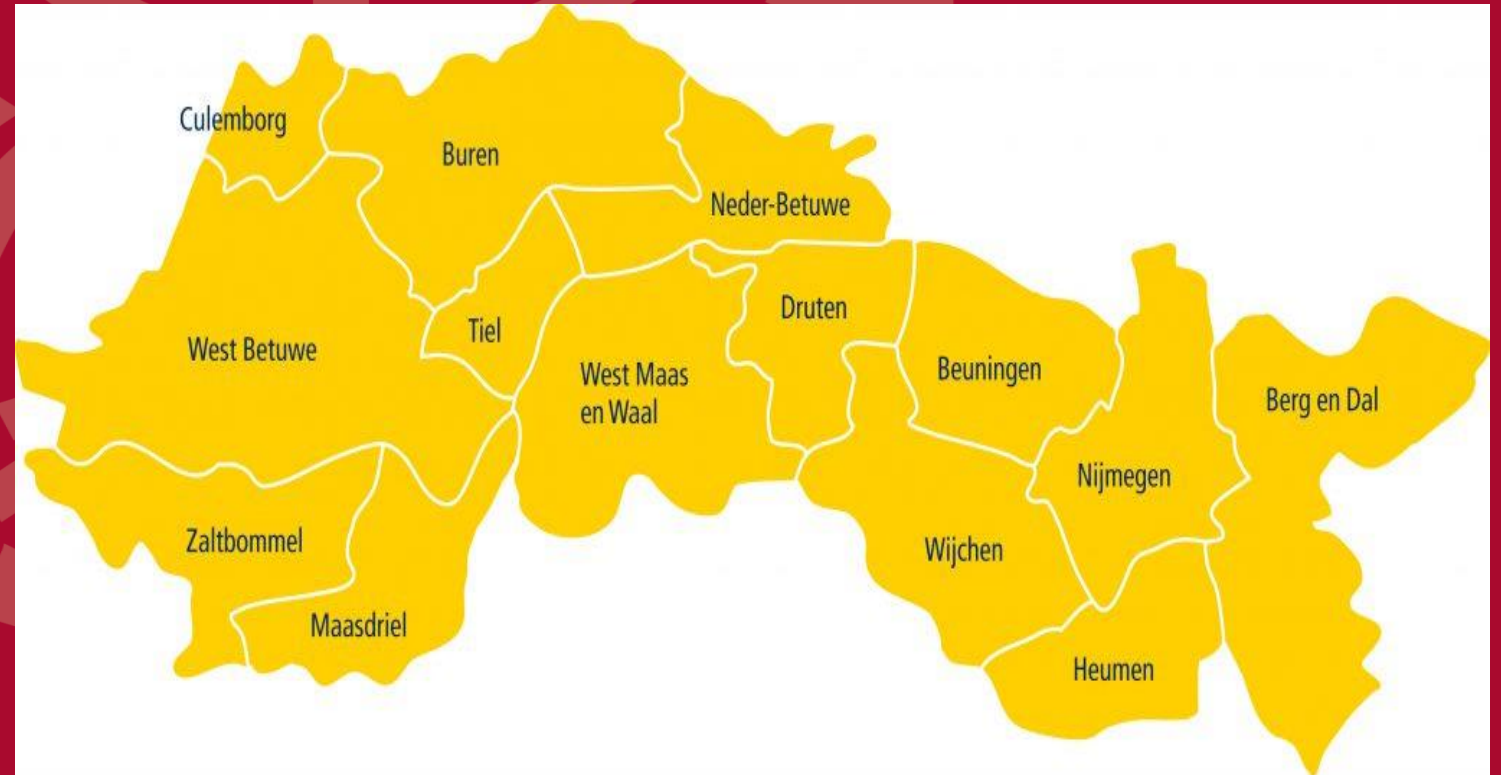 Culemborg
Buren
Neder-Betuwe
Druten
Tiel
West Betuwe
West Maas
en Waal
Beuningen
Berg en Dal
Nijmegen
Zaltbommel
Wijchen
Maasdriel
Heumen